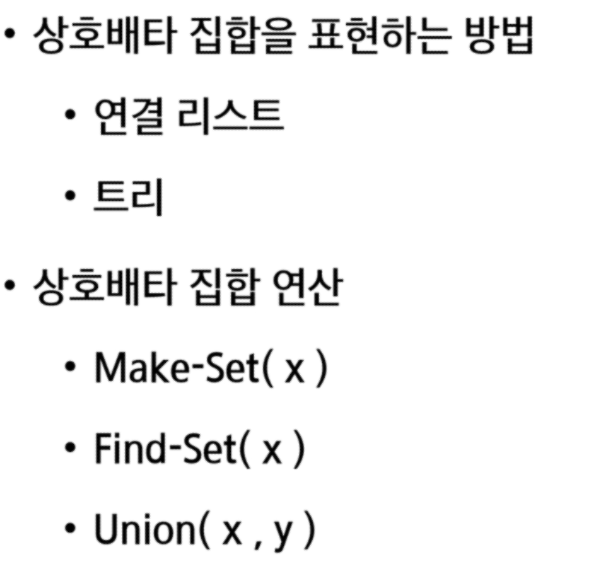 • 상호배타 집합을 표현하는 방법
• 연결 리스트
• 트리
• 상호배타 집합 연산
• Make-Set( x )
• Find-Set( x )
• Union( x , y )